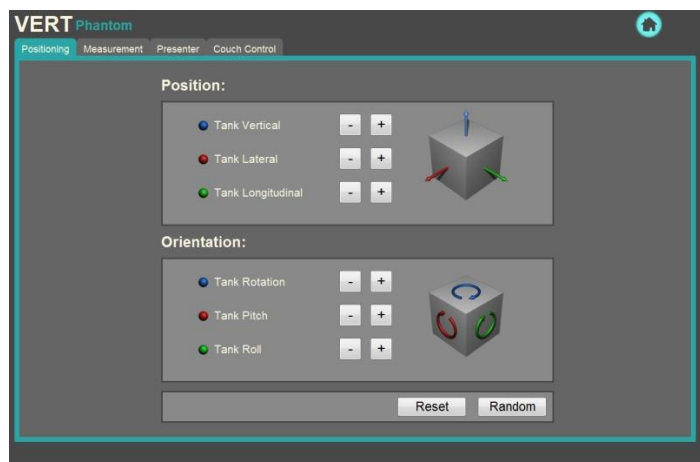 VERT Phantom
Positioning Measurement Presenter Couch Control
Position:
Tank Vertical - +
Tank Lateral - +
Tank Longitudinal - +
Orientation:
Tank Rotation - +
Tank Pitch - +
Tank Roll - +
Reset Random